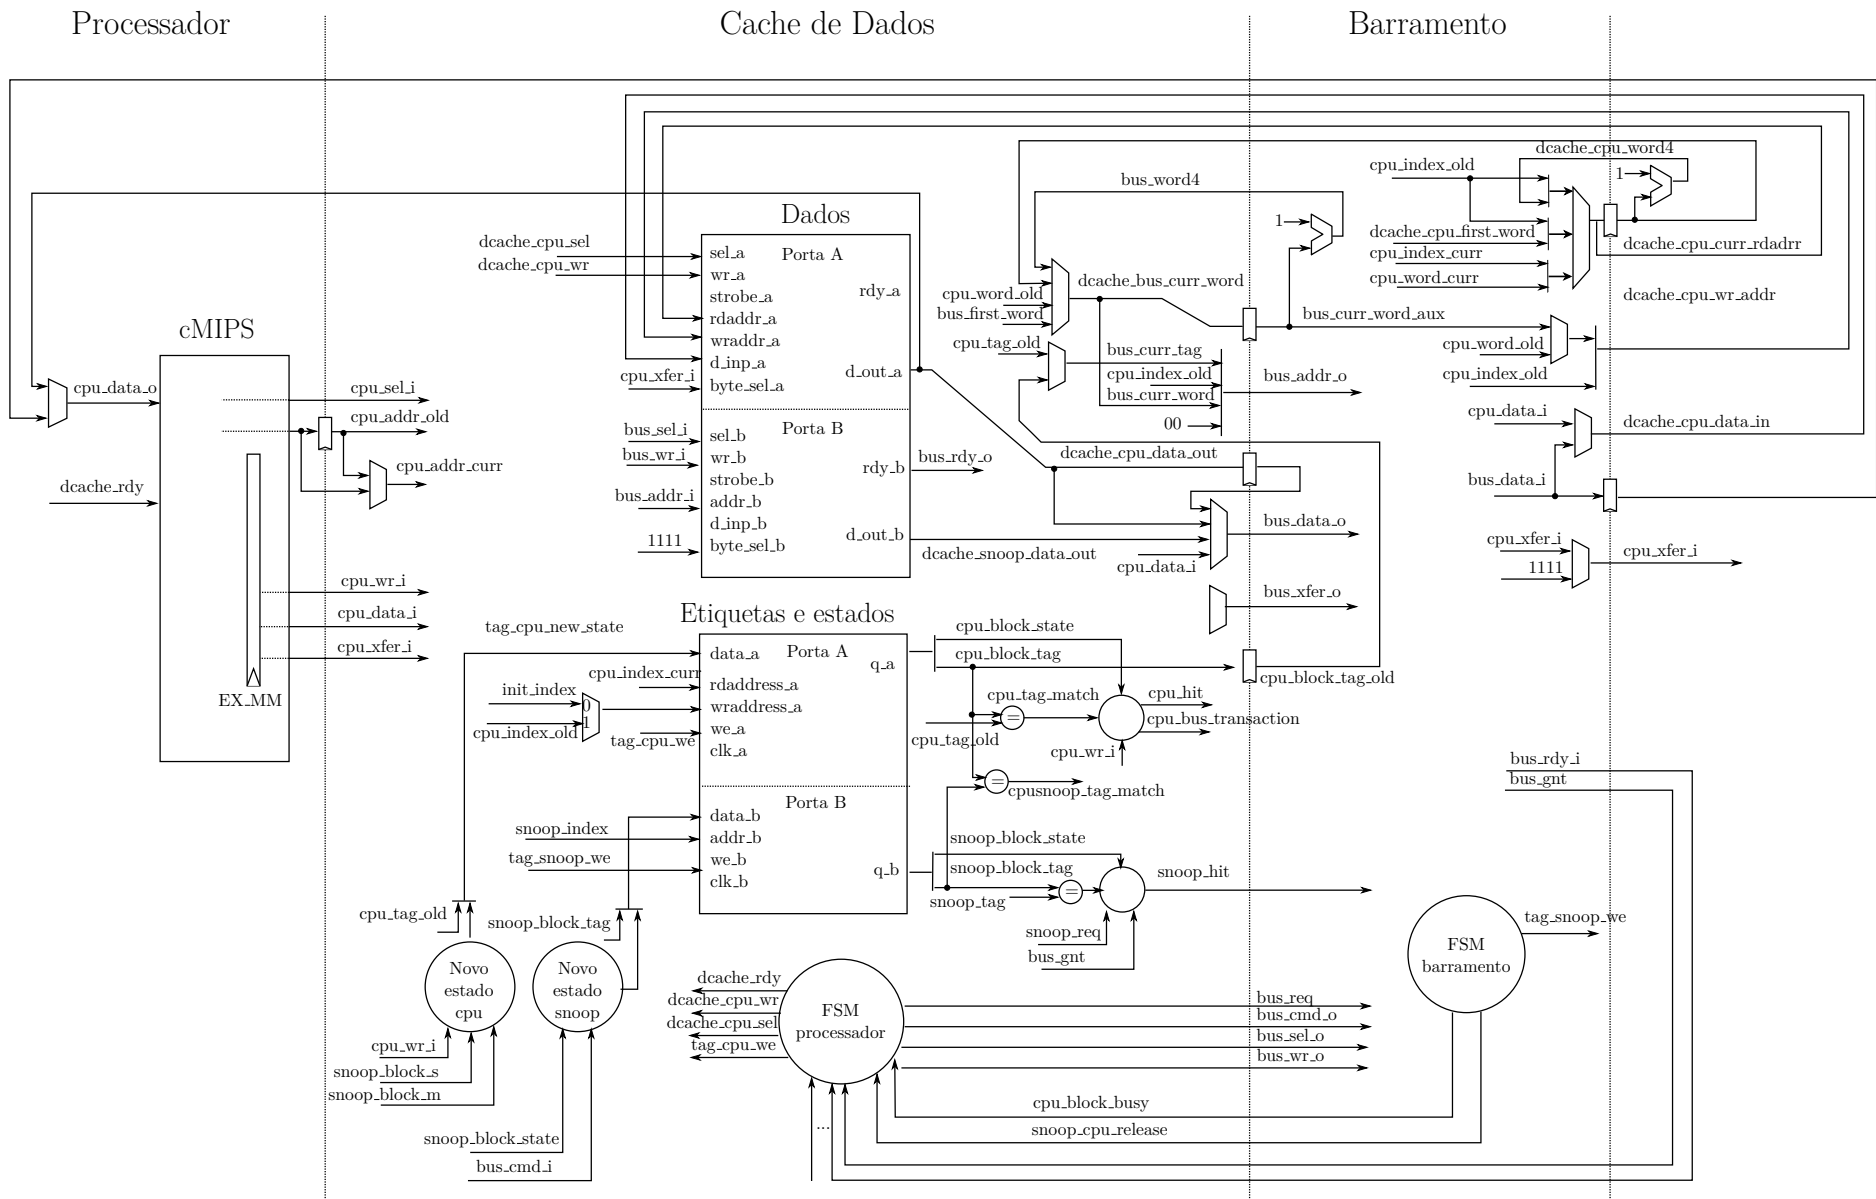 Processador
Cache de Dados
Barramento
dcache_cpu_word4
cpu_index_old
1
bus_word4
Dados
1
dcache_cpu_first_word
dcache_cpu_curr_rdadrr
cpu_index_curr
cpu_word_curr
dcache_cpu_sel
dcache_cpu_wr
sel_a
Porta A
wr_a
strobe_a
rdy_a
rdaddr_a
wraddr_a
d_inp_a
d_out_a
byte_sel_a
cpu_xfer_i
dcache_bus_curr_word
cpu_word_old
bus_first_word
cpu_tag_old
dcache_cpu_wr_addr
bus_curr_word_aux
cpu_word_old
cpu_index_old
bus_curr_tag
cpu_index_old
bus_curr_word
00
bus_addr_o
cMIPS
cpu_data_o
cpu_sel_i
cpu_addr_old
cpu_addr_curr
dcache_rdy
cpu_wr_i
cpu_data_i
cpu_xfer_i
EX_MM
bus_sel_i
bus_wr_i
bus_addr_i
1111
Porta B
sel_b
wr_b
rdy_b
strobe_b
addr_b
d_inp_b
d_out_b
byte_sel_b
bus_rdy_o
dcache_cpu_data_out
dcache_snoop_data_out
cpu_data_i
bus_data_o
bus_xfer_o
cpu_data_i
dcache_cpu_data_in
bus_data_i
cpu_xfer_i
1111
cpu_xfer_i
Etiquetas e estados
tag_cpu_new_state
data_a
Porta A
q_a
rdaddress_a
wraddress_a
we_a
clk_a
cpu_index_curr
init_index
0
1
cpu_index_old
tag_cpu_we
cpu_block_state
cpu_block_tag
cpu_block_tag_old
cpu_tag_match
=
cpu_tag_old
cpu_hit
cpu_bus_transaction
cpu_wr_i
=
cpusnoop_tag_match
bus_rdy_i
bus_gnt
Porta B
data_b
addr_b
we_b
q_b
clk_b
snoop_index
tag_snoop_we
snoop_block_state
snoop_block_tag
=
snoop_tag
snoop_hit
snoop_req
bus_gnt
tag_snoop_we
FSM
barramento
cpu_tag_old
snoop_block_tag
Novo
estado
cpu
Novo
estado
snoop
cpu_wr_i
snoop_block_s
snoop_block_m
snoop_block_state
bus_cmd_i
dcache_rdy
dcache_cpu_wr
dcache_cpu_sel
tag_cpu_we
FSM
processador
bus_req
bus_cmd_o
bus_sel_o
bus_wr_o
cpu_block_busy
snoop_cpu_release
...